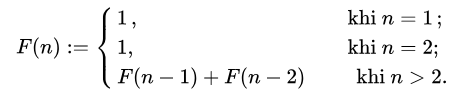 1, khi n = 1;
F(n) := { 1, khi n = 2;
F(n − 1) + F(n − 2) khi n > 2.